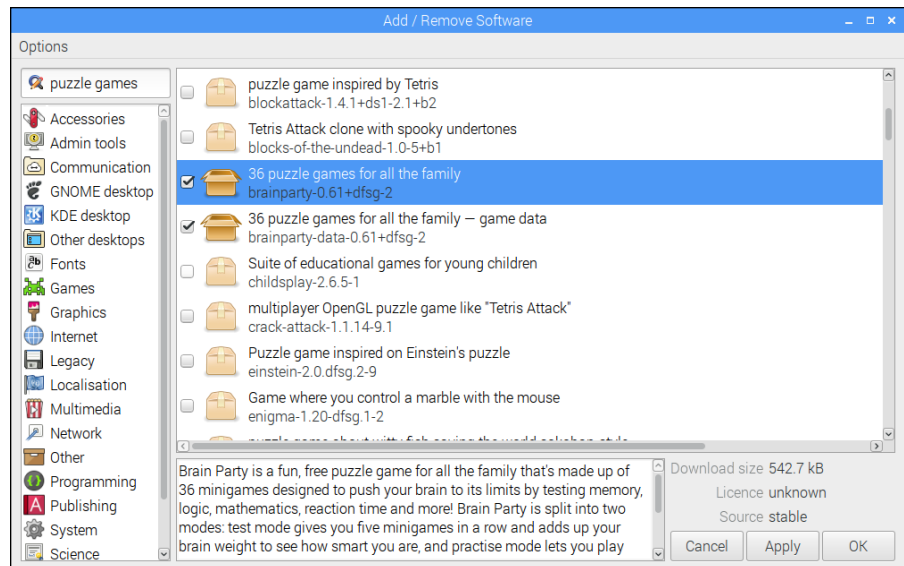 Add / Remove Software
Options
puzzle games
Accessories
Admin tools
Communication
GNOME desktop
KDE desktop
Other desktops
Fonts
Games
Graphics
Internet
Legacy
Localisation
Multimedia
Network
Other
Programming
Publishing
System
Science
puzzle game inspired by Tetris
blockattack-1.4.1+ds1-2.1+b2
Tetris Attack clone with spooky undertones
blocks-of-the-undead-1.0-5+b1
36 puzzle games for all the family
brainparty-0.61+dfsg-2
36 puzzle games for all the family — game data
brainparty-data-0.61+dfsg-2
Suite of educational games for young children
childsplay-2.6.5-1
multiplayer OpenGL puzzle game like "Tetris Attack"
crack-attack-1.1.14-9.1
Puzzle game inspired on Einstein's puzzle
einstein-2.0.dfsg.2-9
Game where you control a marble with the mouse
enigma-1.20-dfsg.1-2
puzzle game about witty fish saving the world sokoban-style
Brain Party is a fun, free puzzle game for all the family that's made up of
36 minigames designed to push your brain to its limits by testing memory,
logic, mathematics, reaction time and more! Brain Party is split into two
modes: test mode gives you five minigames in a row and adds up your
brain weight to see how smart you are, and practise mode lets you play
Download size 542.7 kB
Licence unknown
Source stable
Cancel
Apply
OK